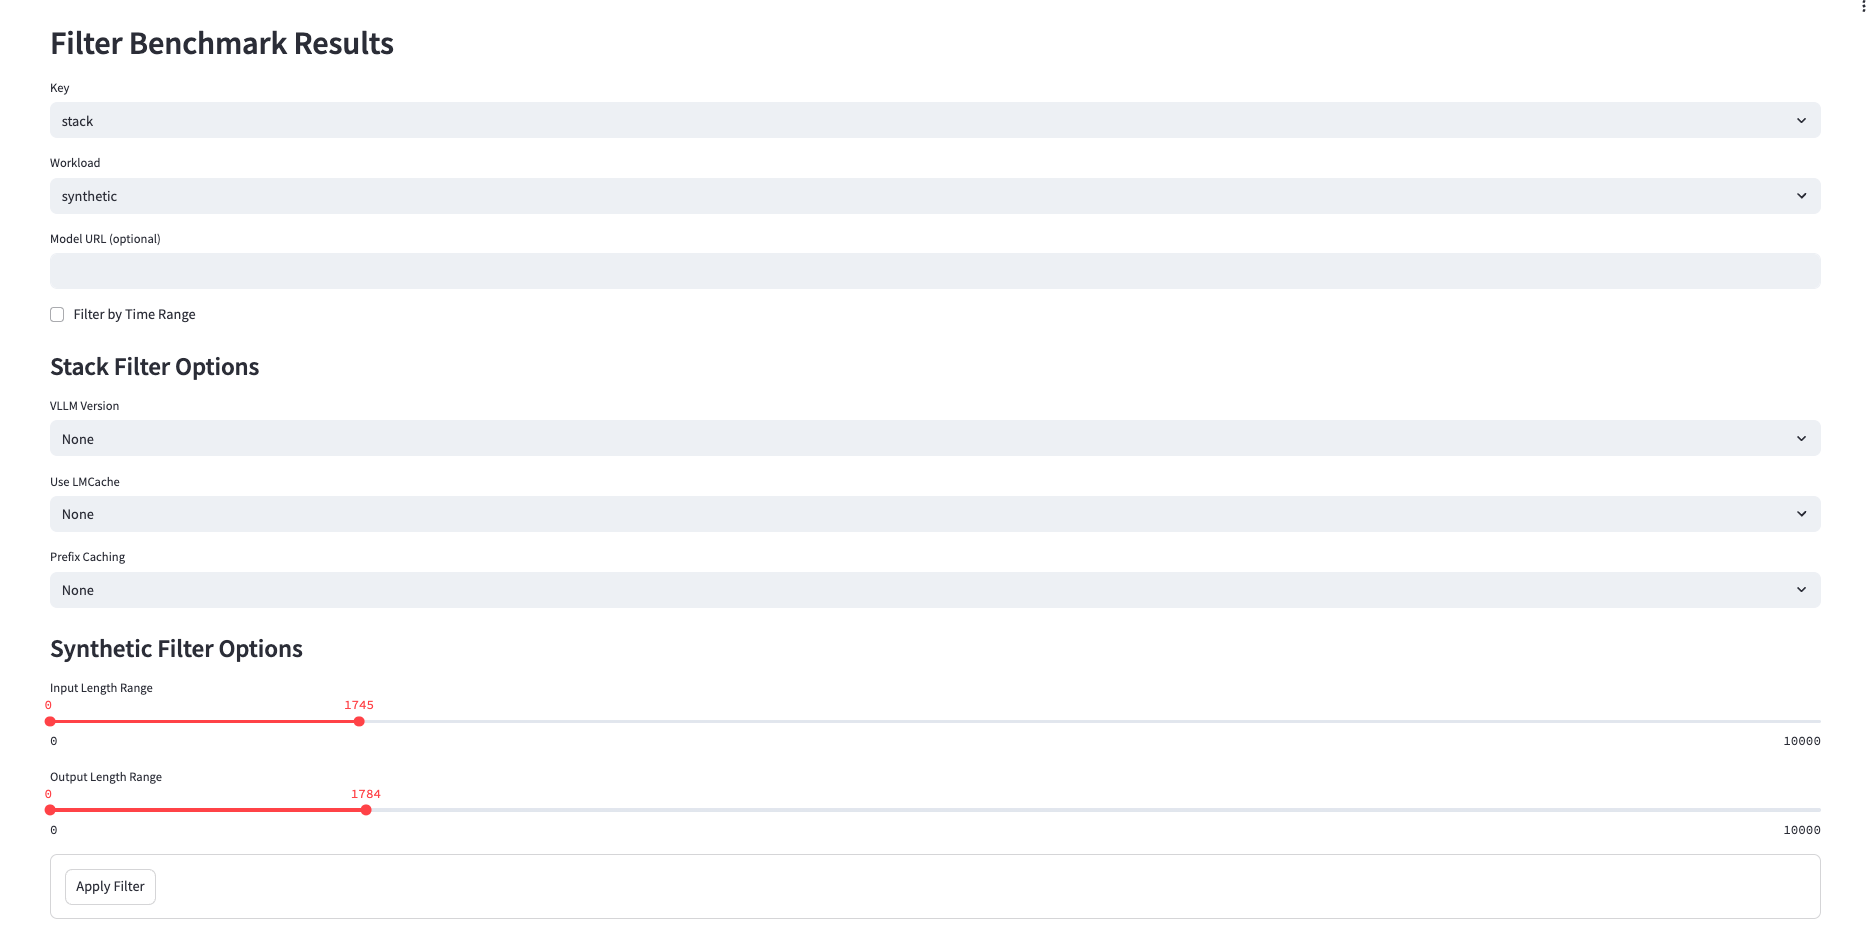 Filter Benchmark Results
Key
stack
Workload
synthetic
Model URL (optional)
Filter by Time Range
Stack Filter Options
VLLM Version
None
Use LMCache
None
Prefix Caching
None
Synthetic Filter Options
Input Length Range
0 1745
0 10000
Output Length Range
0 1784
0 10000
Apply Filter